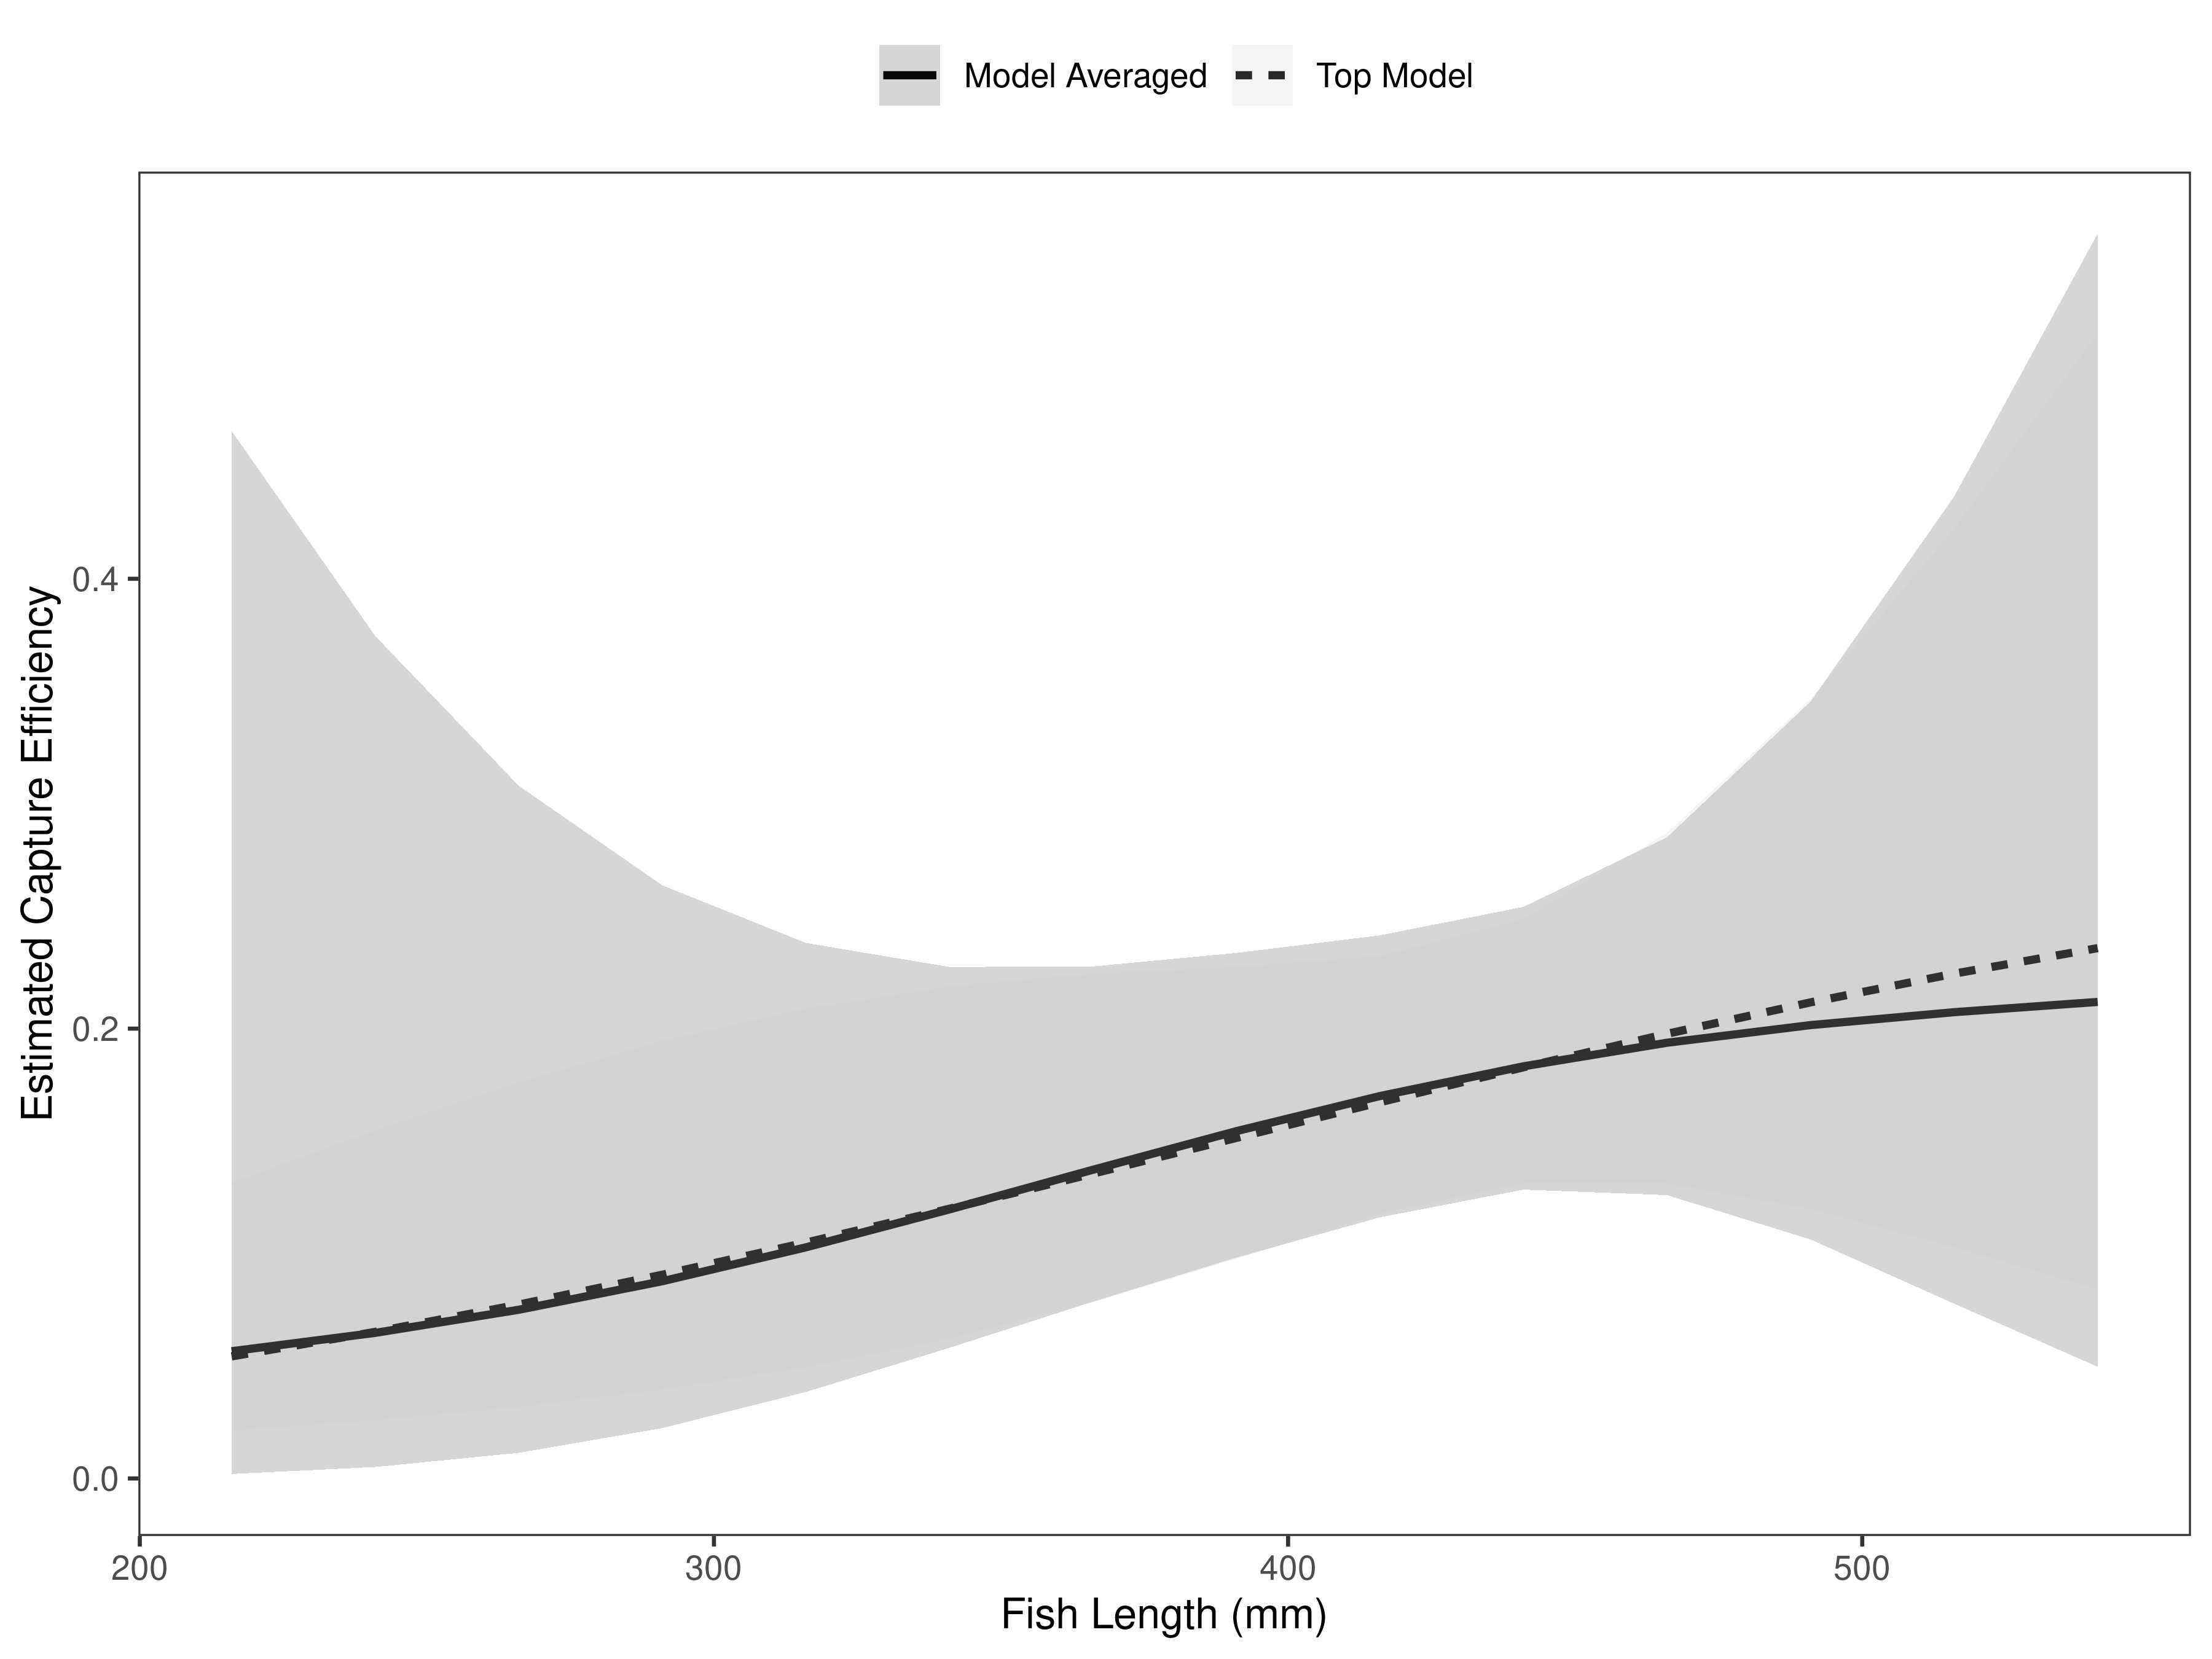 Model Averaged Top Model
Estimated Capture Efficiency
0.4
0.2
0.0
200 300 400 500
Fish Length (mm)